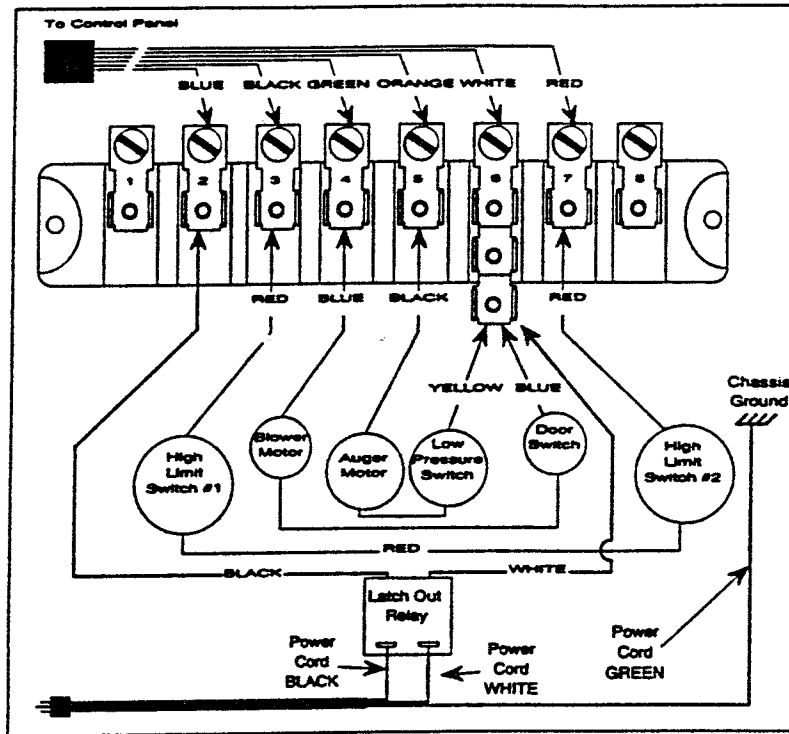 To Control Panel
BLUE BLACK GREEN ORANGE WHITE RED
1 2 3 4 5 6 7 8
RED BLUE BLACK RED
YELLOW BLUE
Chassis
Ground
High
Limit
Switch #1
Blower
Motor
Auger
Motor
Low
Pressure
Switch
Door
Switch
High
Limit
Switch #2
RED
BLACK WHITE
Latch Out
Relay
Power
Cord
BLACK
Power
Cord
WHITE
Power
Cord
GREEN